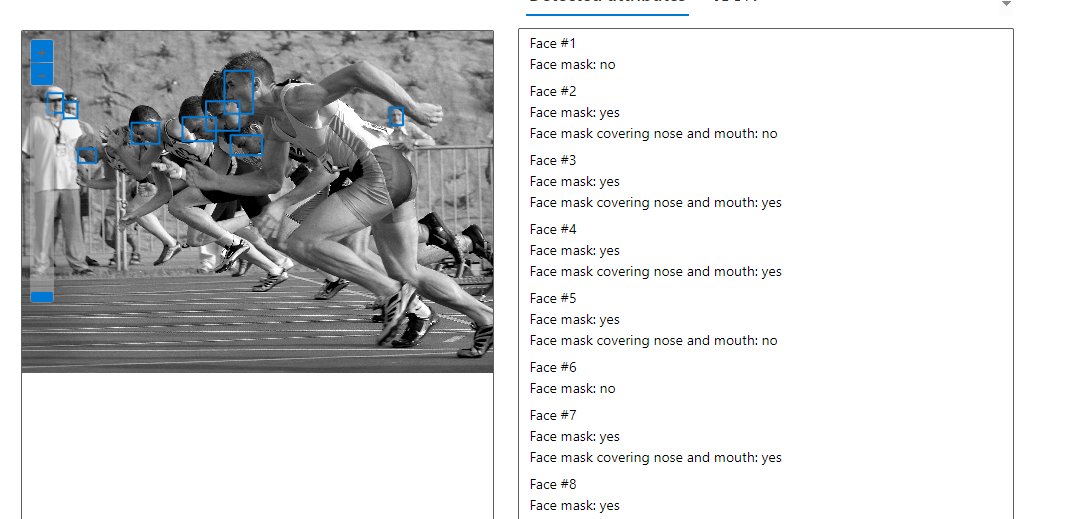 Detected attributes
Face #1
Face mask: no
Face #2
Face mask: yes
Face mask covering nose and mouth: no
Face #3
Face mask: yes
Face mask covering nose and mouth: yes
Face #4
Face mask: yes
Face mask covering nose and mouth: yes
Face #5
Face mask: yes
Face mask covering nose and mouth: no
Face #6
Face mask: no
Face #7
Face mask: yes
Face mask covering nose and mouth: yes
Face #8
Face mask: yes